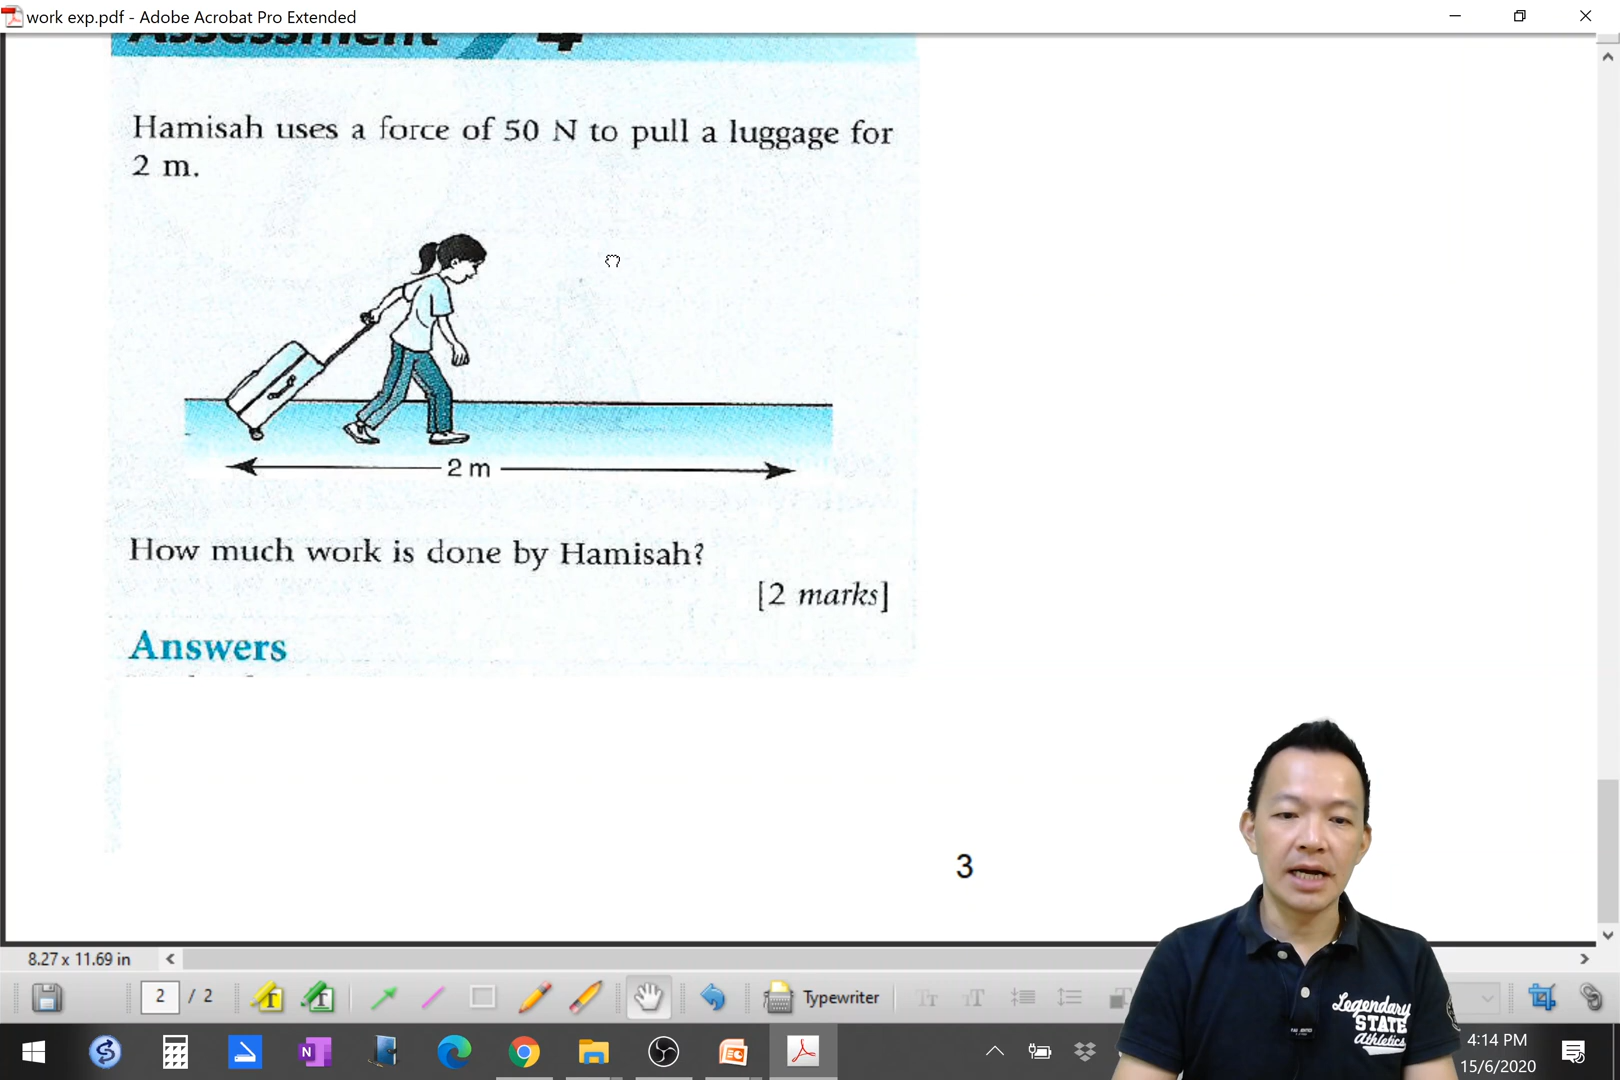 work exp.pdf - Adobe Acrobat Pro Extended
Assessment 4
Hamisah uses a force of 50 N to pull a luggage for
2 m.
2 m
How much work is done by Hamisah?
[2 marks]
Answers
3
8.27 x 11.69 in
2 / 2
Typewriter
Legendary
STATE
Athletics
4:14 PM
15/6/2020